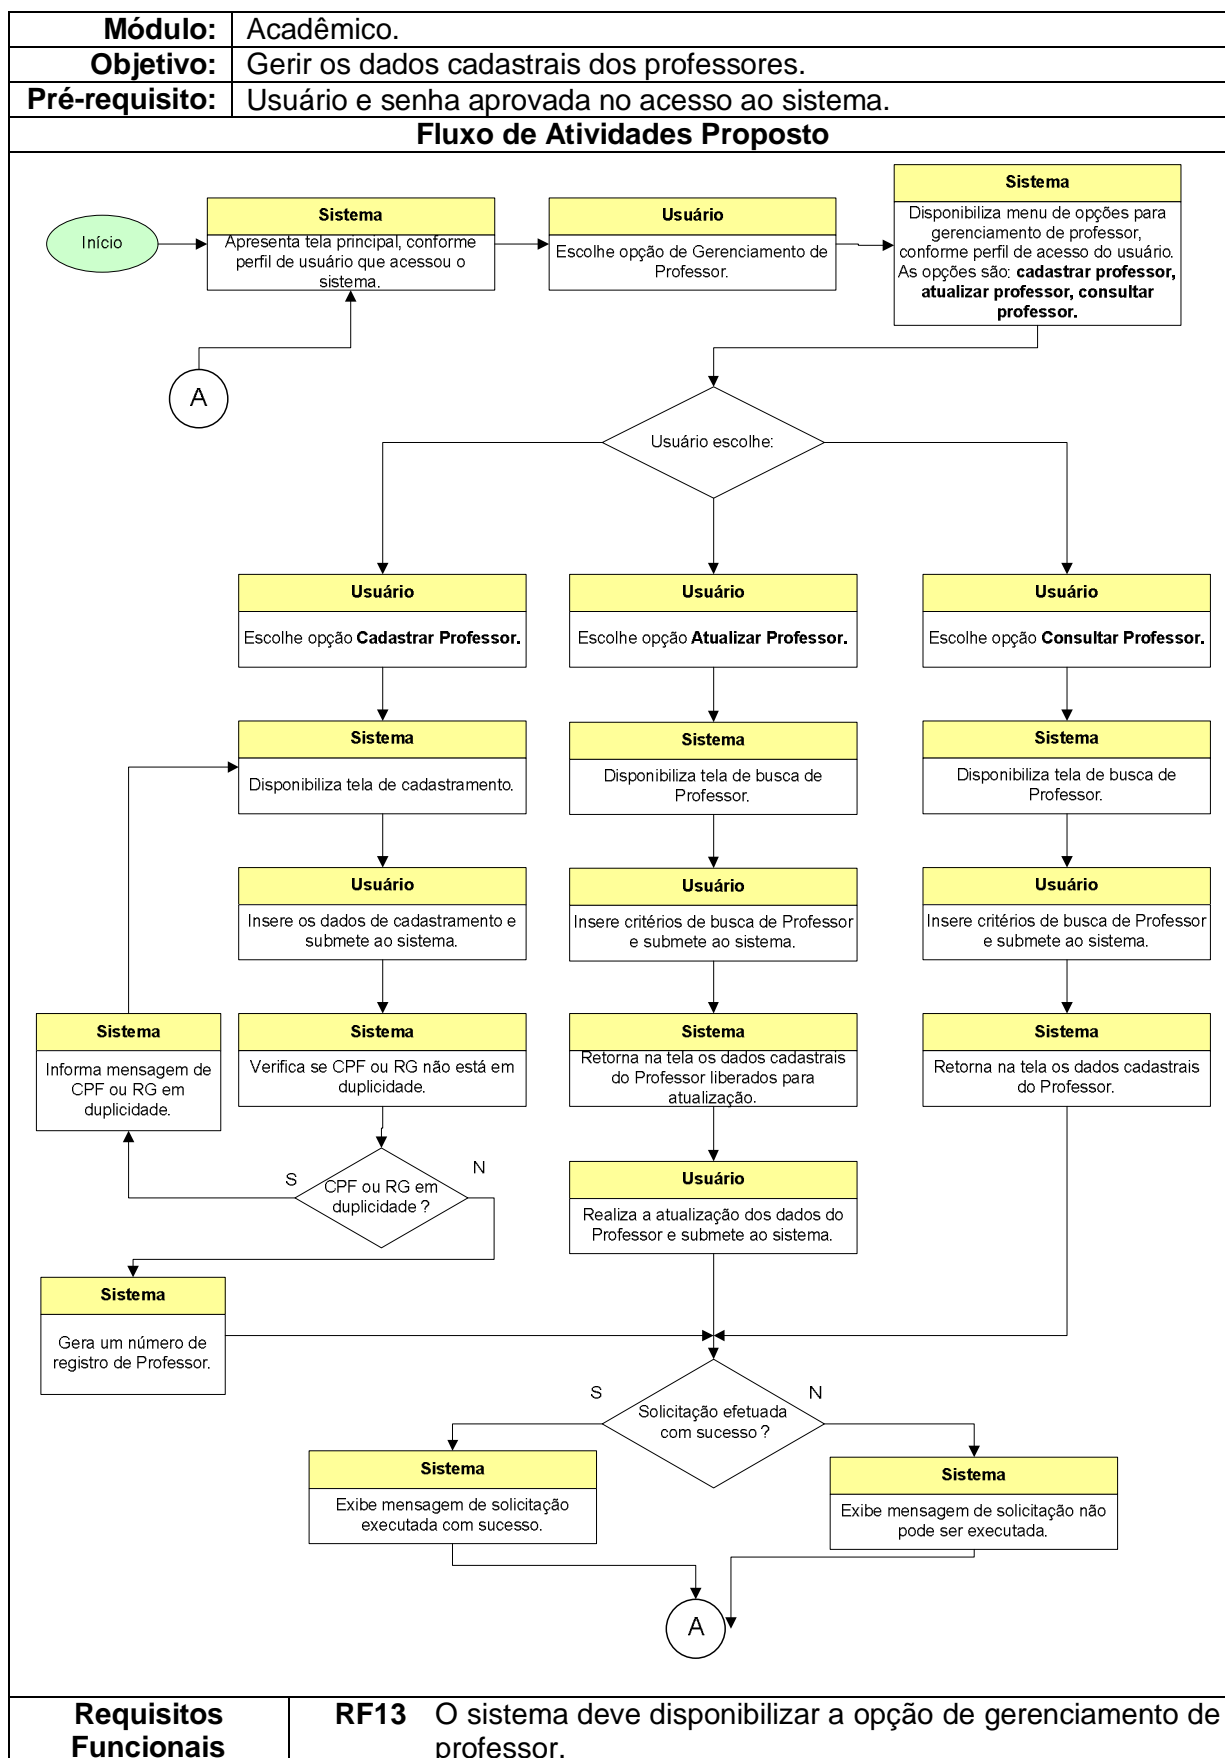 Módulo: Acadêmico.
Objetivo: Gerir os dados cadastrais dos professores.
Pré-requisito: Usuário e senha aprovada no acesso ao sistema.
Fluxo de Atividades Proposto
Início
Sistema
Apresenta tela principal, conforme
perfil de usuário que acessou o
sistema.
Usuário
Escolhe opção de Gerenciamento de
Professor.
Sistema
Disponibiliza menu de opções para
gerenciamento de professor,
conforme perfil de acesso do usuário.
As opções são: cadastrar professor,
atualizar professor, consultar
professor.
A
Usuário escolhe:
Usuário
Escolhe opção Cadastrar Professor.
Usuário
Escolhe opção Atualizar Professor.
Usuário
Escolhe opção Consultar Professor.
Sistema
Disponibiliza tela de cadastramento.
Sistema
Disponibiliza tela de busca de
Professor.
Sistema
Disponibiliza tela de busca de
Professor.
Usuário
Insere os dados de cadastramento e
submete ao sistema.
Usuário
Insere critérios de busca de Professor
e submete ao sistema.
Usuário
Insere critérios de busca de Professor
e submete ao sistema.
Sistema
Informa mensagem de
CPF ou RG em
duplicidade.
Sistema
Verifica se CPF ou RG não está em
duplicidade.
Sistema
Retorna na tela os dados cadastrais
do Professor liberados para
atualização.
Sistema
Retorna na tela os dados cadastrais
do Professor.
S
CPF ou RG em
duplicidade ?
N
Usuário
Realiza a atualização dos dados do
Professor e submete ao sistema.
Sistema
Gera um número de
registro de Professor.
S
Solicitação efetuada
com sucesso ?
N
Sistema
Exibe mensagem de solicitação
executada com sucesso.
Sistema
Exibe mensagem de solicitação não
pode ser executada.
A
Requisitos
Funcionais
RF13 O sistema deve disponibilizar a opção de gerenciamento de
professor.